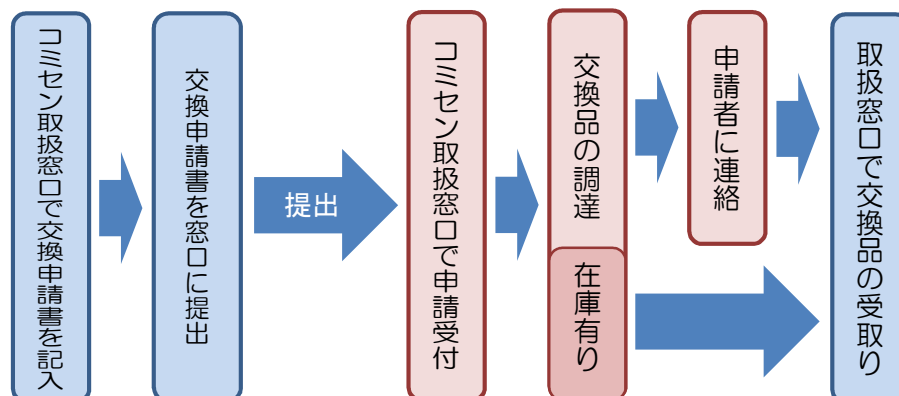 コミセン取扱窓口で交換申請書を記入
交換申請書を窓口に提出
提出
コミセン取扱窓口で申請受付
交換品の調達
在庫有り
申請者に連絡
取扱窓口で交換品の受取り